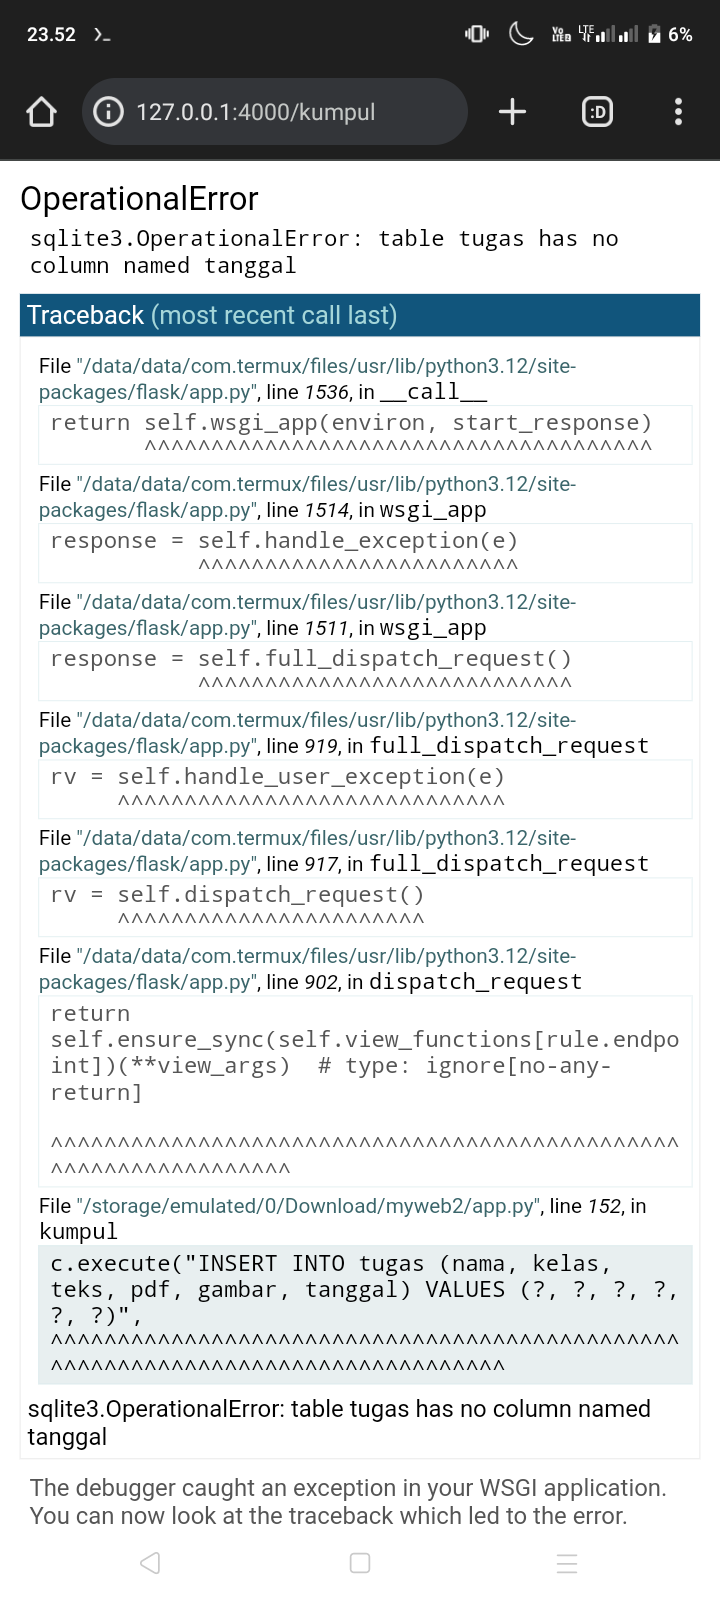 23.52
Vo LTE
LTE
6%
127.0.0.1:4000/kumpul
:D
OperationalError
sqlite3.OperationalError: table tugas has no
column named tanggal
Traceback (most recent call last)
File "/data/data/com.termux/files/usr/lib/python3.12/site-
packages/flask/app.py", line 1536, in __call__
return self.wsgi_app(environ, start_response)
^^^^^^^^^^^^^^^^^^^^^^^^^^^^^^^^^^^^^^
File "/data/data/com.termux/files/usr/lib/python3.12/site-
packages/flask/app.py", line 1514, in wsgi_app
response = self.handle_exception(e)
^^^^^^^^^^^^^^^^^^^^^^^^
File "/data/data/com.termux/files/usr/lib/python3.12/site-
packages/flask/app.py", line 1511, in wsgi_app
response = self.full_dispatch_request()
^^^^^^^^^^^^^^^^^^^^^^^^^^^^
File "/data/data/com.termux/files/usr/lib/python3.12/site-
packages/flask/app.py", line 919, in full_dispatch_request
rv = self.handle_user_exception(e)
^^^^^^^^^^^^^^^^^^^^^^^^^^^^^
File "/data/data/com.termux/files/usr/lib/python3.12/site-
packages/flask/app.py", line 917, in full_dispatch_request
rv = self.dispatch_request()
^^^^^^^^^^^^^^^^^^^^^^^
File "/data/data/com.termux/files/usr/lib/python3.12/site-
packages/flask/app.py", line 902, in dispatch_request
return
self.ensure_sync(self.view_functions[rule.endpo
int])(**view_args)  # type: ignore[no-any-
return]
^^^^^^^^^^^^^^^^^^^^^^^^^^^^^^^^^^^^^^^^^^^^^^^
^^^^^^^^^^^^^^^^^^
File "/storage/emulated/0/Download/myweb2/app.py", line 152, in
kumpul
c.execute("INSERT INTO tugas (nama, kelas,
teks, pdf, gambar, tanggal) VALUES (?, ?, ?, ?,
?, ?)",
^^^^^^^^^^^^^^^^^^^^^^^^^^^^^^^^^^^^^^^^^^^^^^^
^^^^^^^^^^^^^^^^^^^^^^^^^^^^^^^^^^
sqlite3.OperationalError: table tugas has no column named
tanggal
The debugger caught an exception in your WSGI application.
You can now look at the traceback which led to the error.